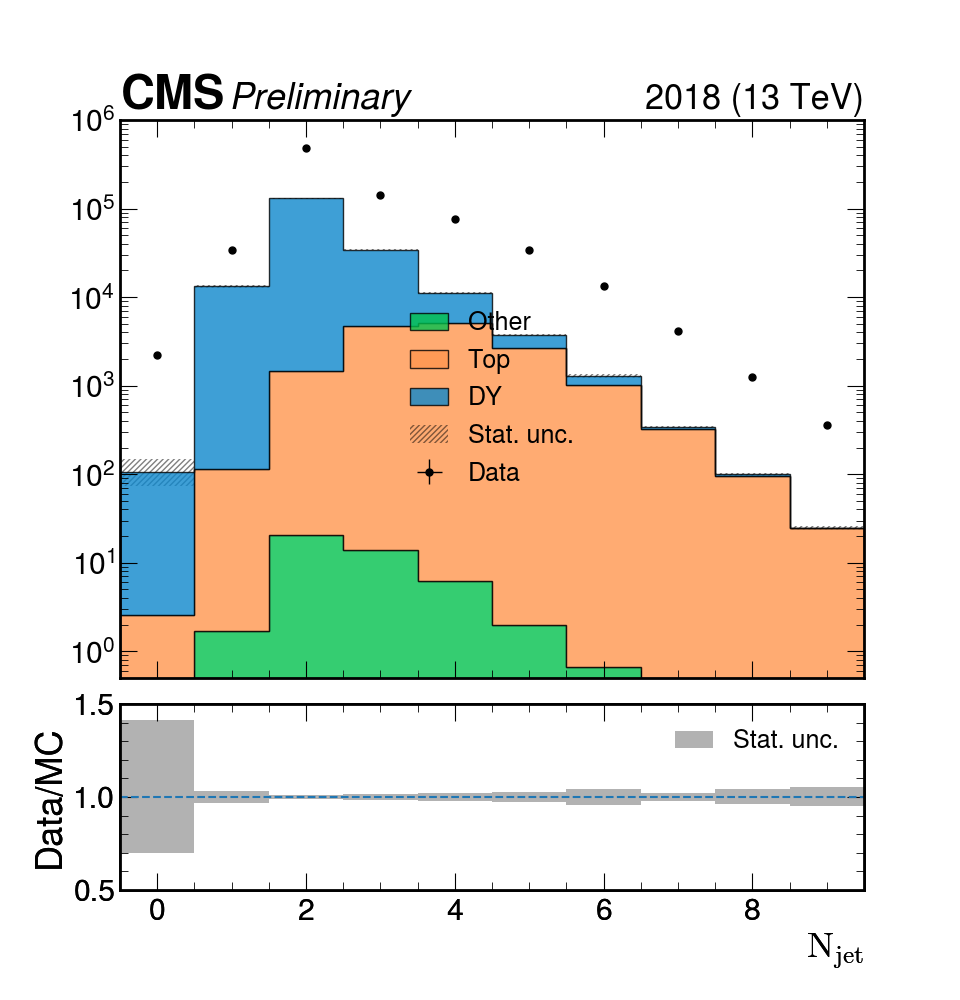 CMS Preliminary 2018 (13 TeV)
10^6
10^5
10^4
10^3
10^2
10^1
10^0
Other
Top
DY
Stat. unc.
Data
1.5
1.0
0.5
Data/MC
Stat. unc.
0 2 4 6 8
N_jet